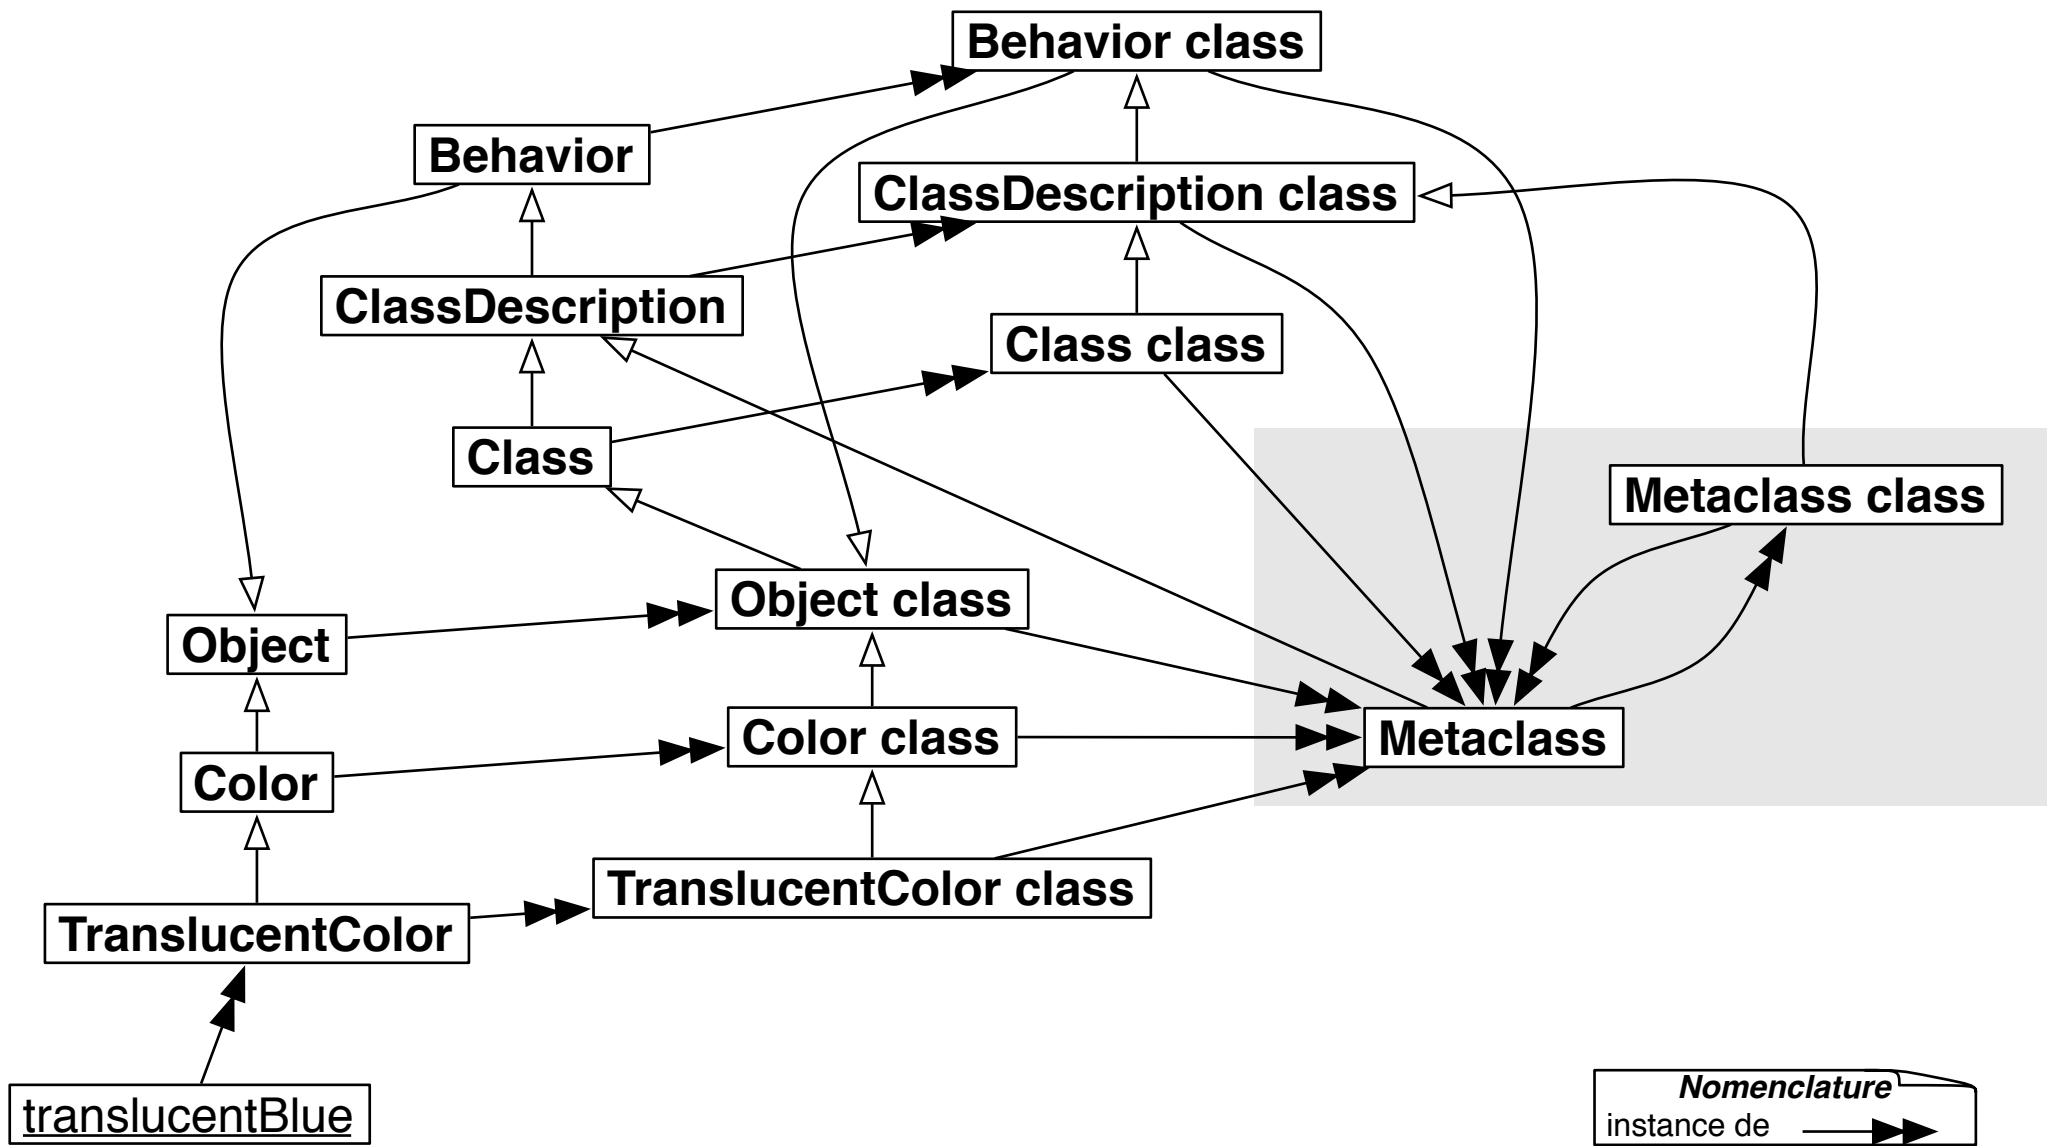 Behavior class
Behavior
ClassDescription class
ClassDescription
Class class
Class
Metaclass class
Object class
Object
Color class
Metaclass
Color
TranslucentColor class
TranslucentColor
translucentBlue
Nomenclature
instance de